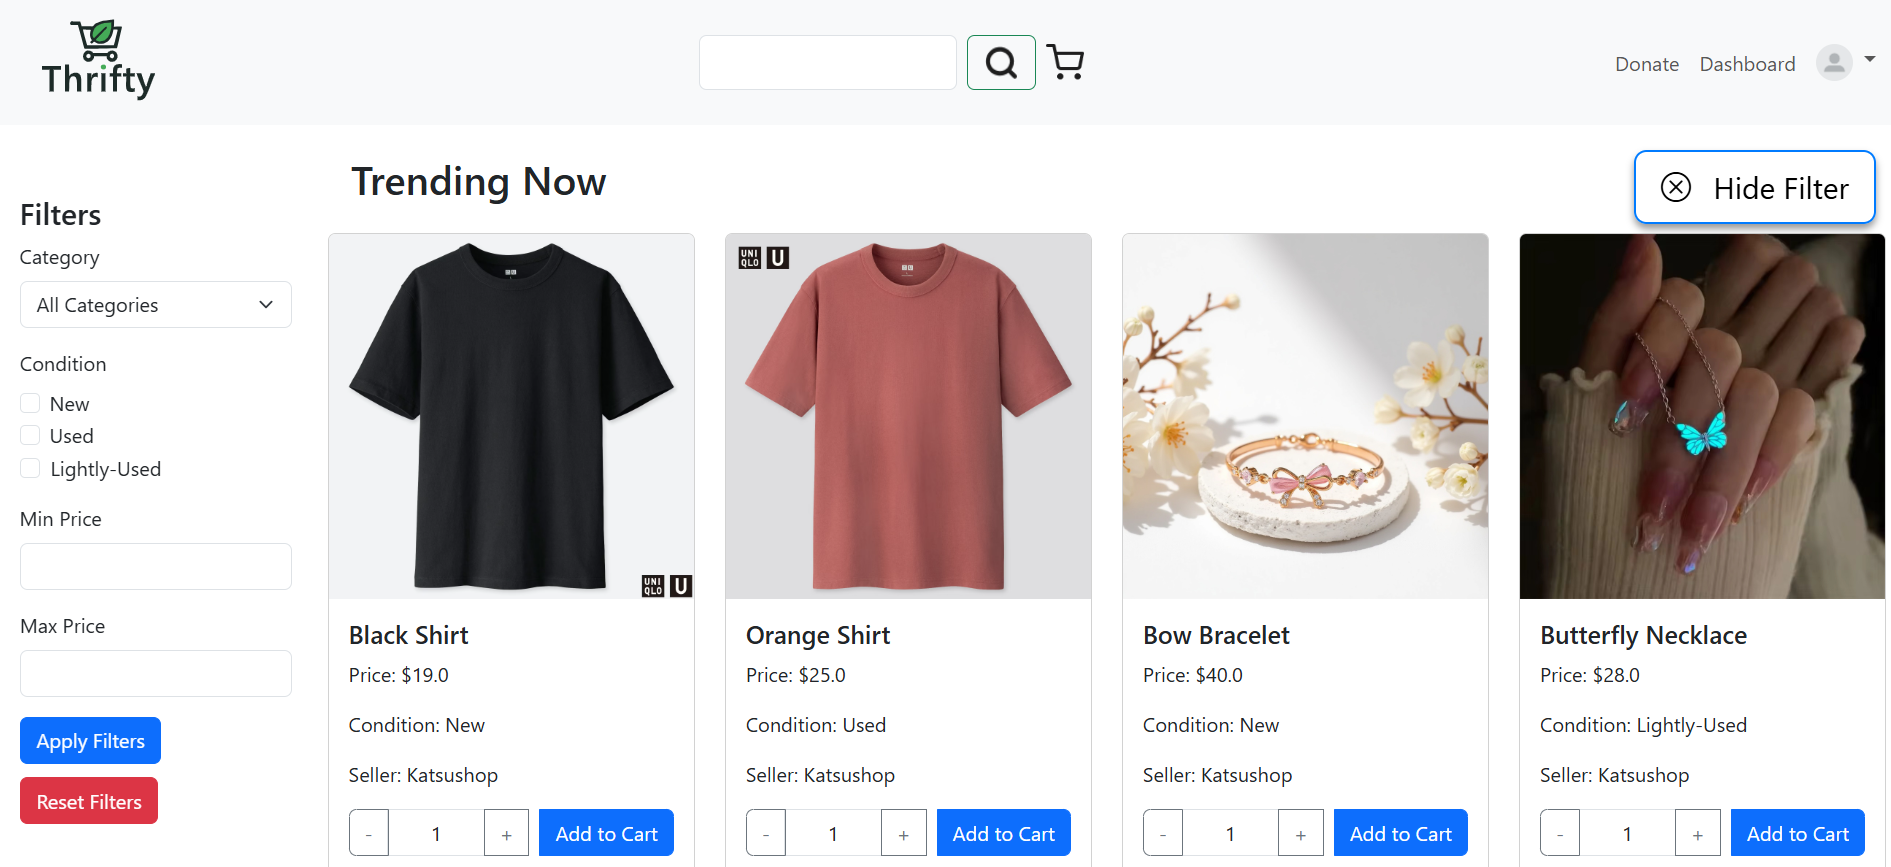 Thrifty
Donate
Dashboard
Trending Now
Hide Filter
Filters
Category
All Categories
Condition
New
Used
Lightly-Used
Min Price
Max Price
Apply Filters
Reset Filters
UNI
QLO U
Black Shirt
Price: $19.0
Condition: New
Seller: Katsushop
- 1 + Add to Cart
UNI
QLO U
Orange Shirt
Price: $25.0
Condition: Used
Seller: Katsushop
- 1 + Add to Cart
Bow Bracelet
Price: $40.0
Condition: New
Seller: Katsushop
- 1 + Add to Cart
Butterfly Necklace
Price: $28.0
Condition: Lightly-Used
Seller: Katsushop
- 1 + Add to Cart